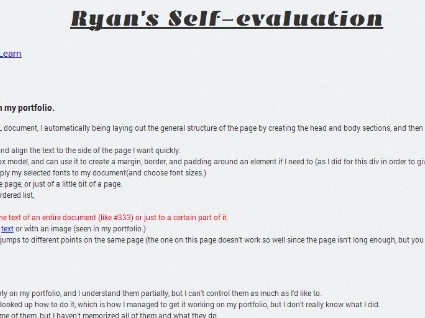 Ryan's Self-evaluation
Learn
my portfolio.
document, I automatically being laying out the general structure of the page by creating the head and body sections, and then
and align the text to the side of the page I want quickly.
model, and can use it to create a margin, border, and padding around an element if I need to (as I did for this div in order to
my selected fonts to my document(and choose font sizes.)
page, or just of a little bit of a page.
list,
the text of an entire document (like #333) or just to a certain part of it.
text or with an image (seen in my portfolio.)
jumps to different points on the same page (the one on this page doesn't work so well since the page isn't long enough, but you
on my portfolio, and I understand them partially, but I can't control them as much as I'd like to.
looked up how to do it, which is how I managed to get it working on my portfolio, but I don't really know what I did.
of them, but I haven't memorized all of them and what they do